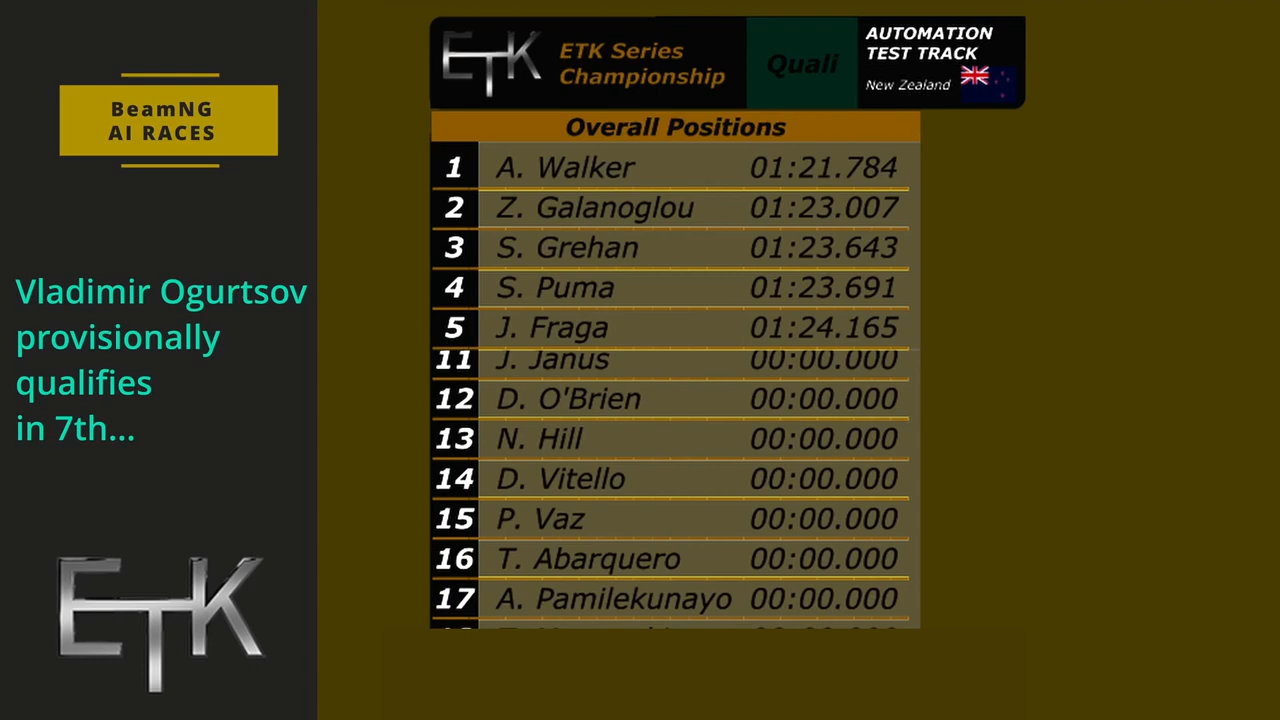 BeamNG
AI RACES
Vladimir Ogurtsov
provisionally
qualifies
in 7th...
ETK
ETK
ETK Series
Championship
Quali
AUTOMATION
TEST TRACK
New Zealand
Overall Positions
1 A. Walker 01:21.784
2 Z. Galanoglou 01:23.007
3 S. Grehan 01:23.643
4 S. Puma 01:23.691
5 J. Fraga 01:24.165
11 J. Janus 00:00.000
12 D. O'Brien 00:00.000
13 N. Hill 00:00.000
14 D. Vitello 00:00.000
15 P. Vaz 00:00.000
16 T. Abarquero 00:00.000
17 A. Pamilekunayo 00:00.000